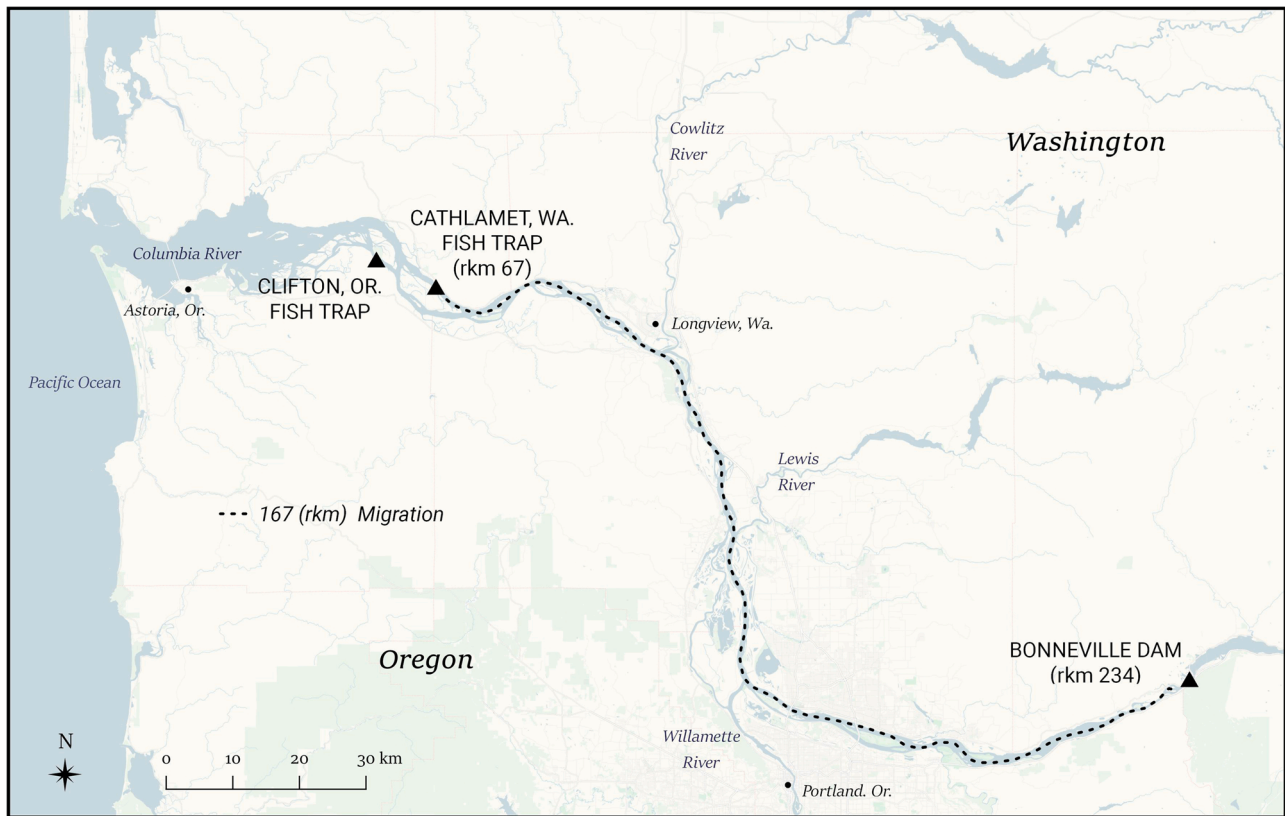 Cowlitz
River
Washington
CATHLAMET, WA.
FISH TRAP
(rkm 67)
Columbia River
CLIFTON, OR.
FISH TRAP
Astoria, Or.
Longview, Wa.
Pacific Ocean
Lewis
River
167 (rkm) Migration
Oregon
BONNEVILLE DAM
(rkm 234)
Willamette
River
N
0 10 20 30 km
Portland. Or.